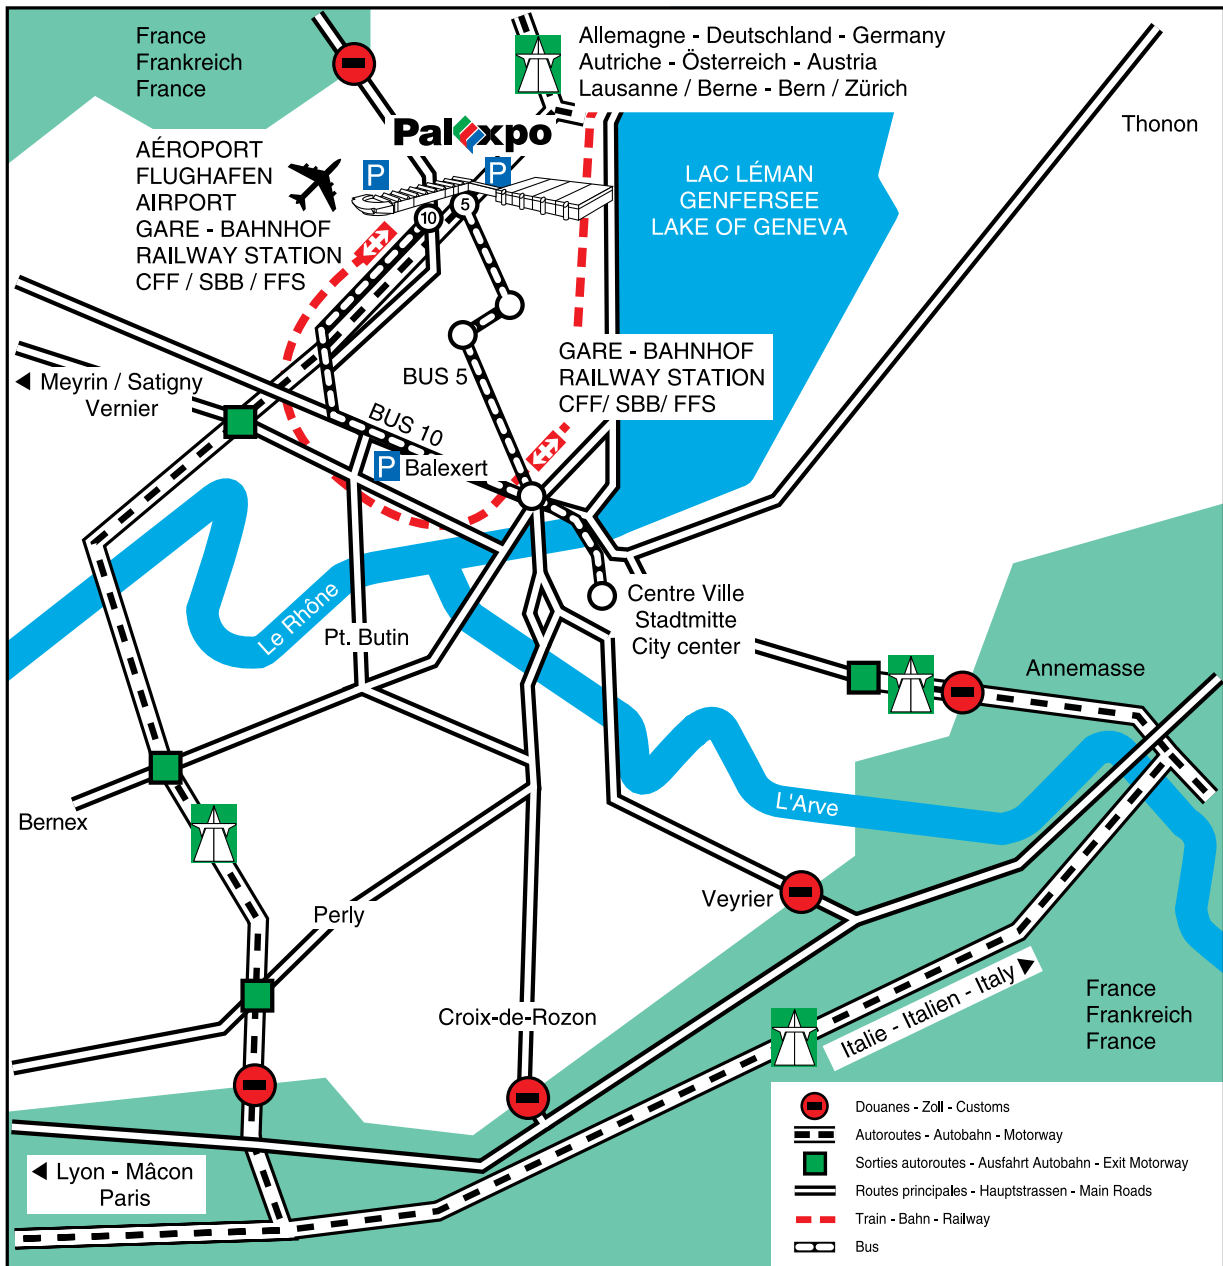 France
Frankreich
France
Allemagne - Deutschland - Germany
Autriche - Österreich - Austria
Lausanne / Berne - Bern / Zürich
Thonon
Palexpo
P
P
AÉROPORT
FLUGHAFEN
AIRPORT
GARE - BAHNHOF
RAILWAY STATION
CFF / SBB / FFS
10
5
LAC LÉMAN
GENFERSEE
LAKE OF GENEVA
GARE - BAHNHOF
RAILWAY STATION
CFF/ SBB/ FFS
Meyrin / Satigny
Vernier
BUS 5
BUS 10
P
Balexert
Le Rhône
Pt. Butin
Centre Ville
Stadtmitte
City center
Annemasse
Bernex
L'Arve
Veyrier
Perly
Croix-de-Rozon
Italie - Italien - Italy
France
Frankreich
France
Lyon - Mâcon
Paris
Douanes - Zoll - Customs
Autoroutes - Autobahn - Motorway
Sorties autoroutes - Ausfahrt Autobahn - Exit Motorway
Routes principales - Hauptstrassen - Main Roads
Train - Bahn - Railway
Bus